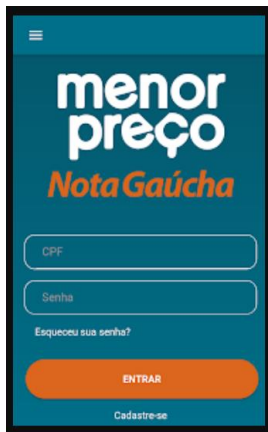 menor
preço
Nota Gaúcha
CPF
Senha
Esqueceu sua senha?
ENTRAR
Cadastre-se